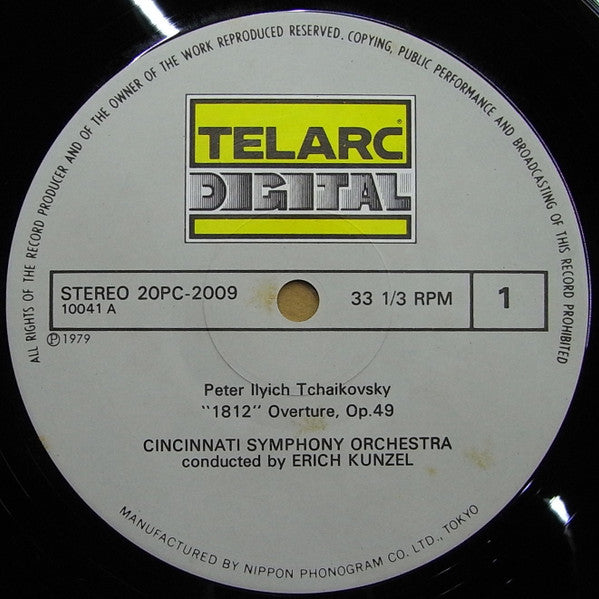 ALL RIGHTS OF THE RECORD PRODUCER AND OF THE OWNER OF THE WORK REPRODUCED RESERVED. COPYING, PUBLIC PERFORMANCE AND BROADCASTING OF THIS RECORD PROHIBITED
TELARC®
DIGITAL
STEREO 20PC-2009 33 1/3 RPM 1
10041 A
℗1979
Peter Ilyich Tchaikovsky
"1812" Overture, Op.49
CINCINNATI SYMPHONY ORCHESTRA
conducted by ERICH KUNZEL
MANUFACTURED BY NIPPON PHONOGRAM CO. LTD., TOKYO